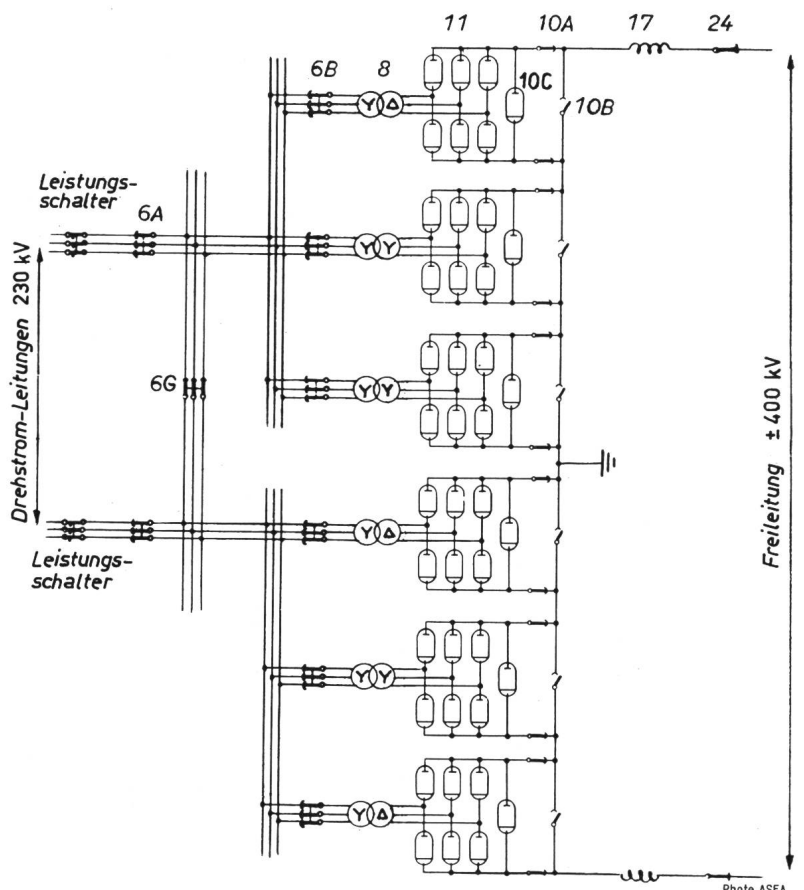 11 10A 17 24
6B 8
10C
10B
Leistungs-
schalter
6A
Drehstrom-Leitungen 230 kV
6G
Y Δ
Y Y
Y Y
Y Δ
Y Y
Y Δ
Leistungs-
schalter
Freileitung ± 400 kV
Photo ASEA